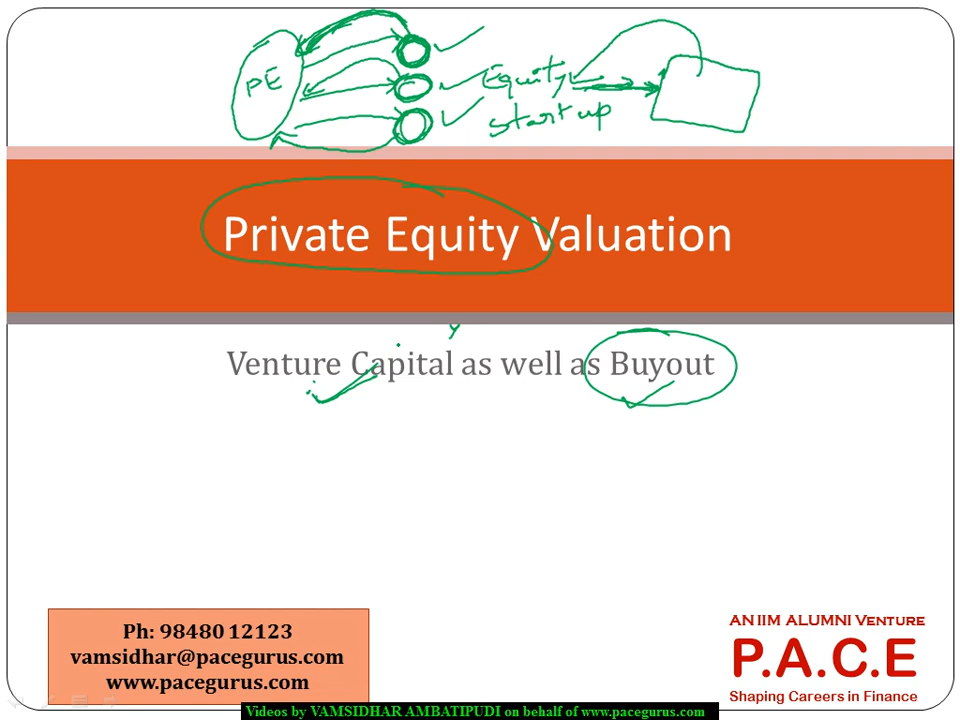 PE
Equity
startup
Private Equity Valuation
Venture Capital as well as Buyout
Ph: 98480 12123
vamsidhar@pacegurus.com
www.pacegurus.com
AN IIM ALUMNI VENTURE
P.A.C.E
Shaping Careers in Finance
Videos by VAMSIDHAR AMBATIPUDI on behalf of www.pacegurus.com